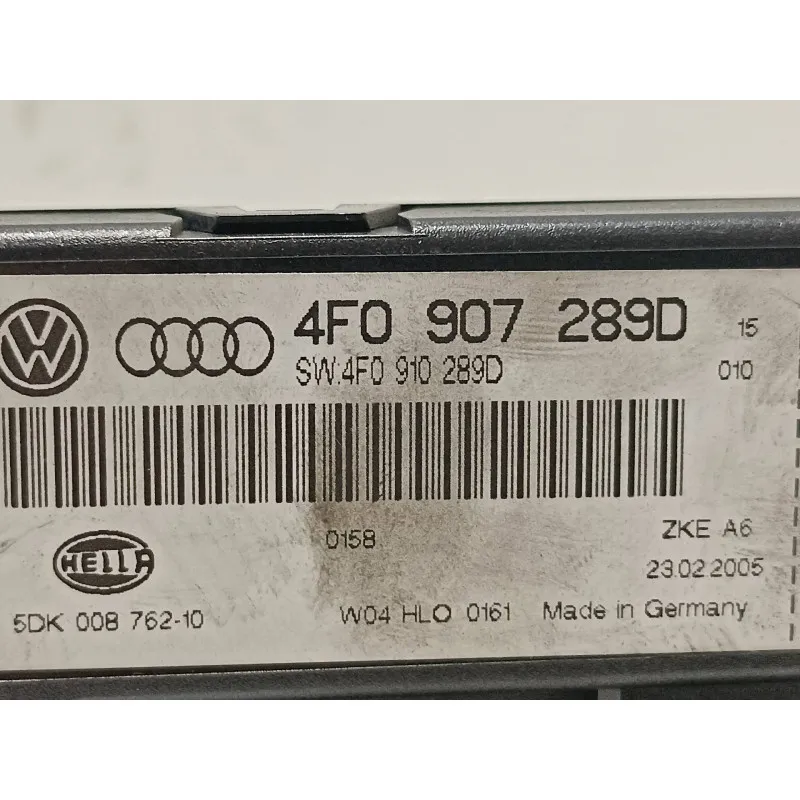 4F0 907 289D 15
SW:4F0 910 289D 010
0158 ZKE A6
HELLA 23.02.2005
5DK 008 762-10 W04 HLO 0161 Made in Germany